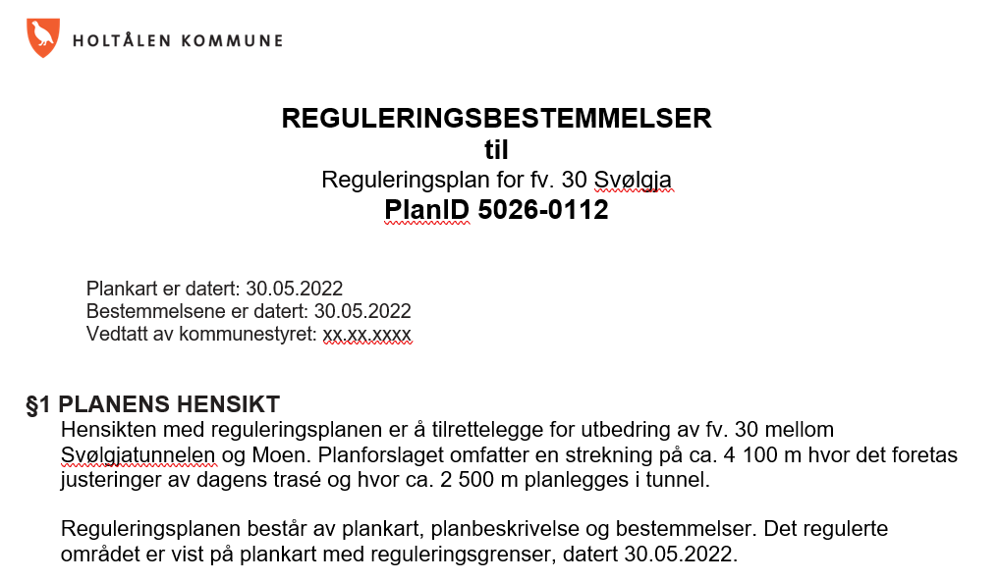 HOLTÅLEN KOMMUNE
REGULERINGSBESTEMMELSER
til
Reguleringsplan for fv. 30 Svølgja
PlanID 5026-0112
Plankart er datert: 30.05.2022
Bestemmelsene er datert: 30.05.2022
Vedtatt av kommunestyret: xx.xx.xxxx
§1 PLANENS HENSIKT
Hensikten med reguleringsplanen er å tilrettelegge for utbedring av fv. 30 mellom
Svølgjatunnelen og Moen. Planforslaget omfatter en strekning på ca. 4 100 m hvor det foretas
justeringer av dagens trasé og hvor ca. 2 500 m planlegges i tunnel.
Reguleringsplanen består av plankart, planbeskrivelse og bestemmelser. Det regulerte
området er vist på plankart med reguleringsgrenser, datert 30.05.2022.